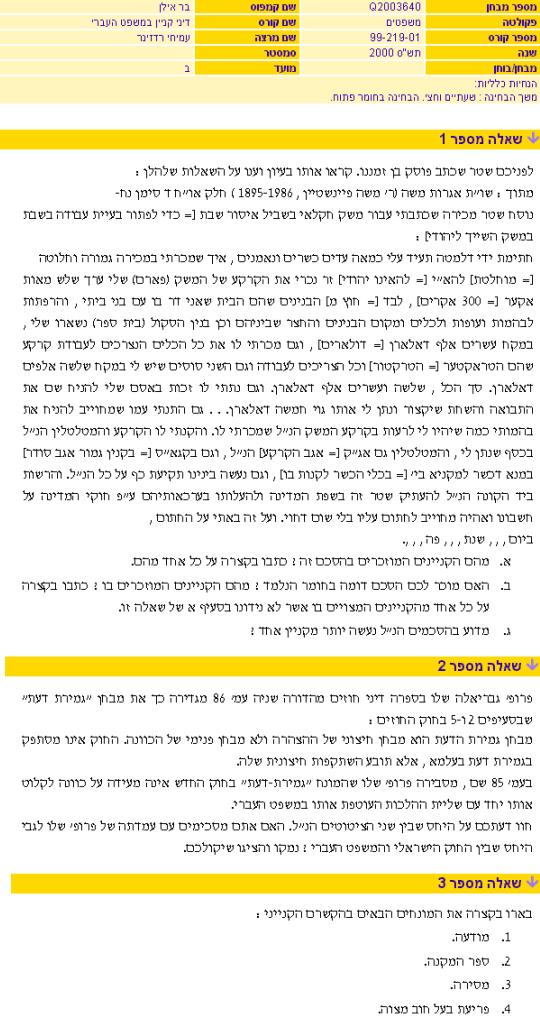 מספר מבחן Q2003640 שם קמפוס בר אילן
פקולטה משפטים שם קורס דיני קניין במשפט העברי
מספר קורס 99-219-01 שם מרצה עמיחי רדזינר
שנה תש"ס 2000 סמסטר
מבחן/בוחן מועד ב
הנחיות כלליות:
משך הבחינה : שעתיים וחצי. הבחינה בחומר פתוח.
שאלה מספר 1
לפניכם שטר שכתב פוסק בן זמננו. קראו אותו בעיון וענו על השאלות שלהלן :
מתוך : שו״ת אגרות משה (ר׳ משה פיינשטיין , 1895-1986 ) חלק או״ח ד סימן נח-
נוסח שטר מכירה שכתבתי עבור משק חקלאי בשביל איסור שבת [= כדי לפתור בעיית עבודה בשבת
במשק השייך ליהודי] :
חתימת ידי דלמטה תעיד עלי כמאה עדים כשרים ונאמנים , איך שמכרתי במכירה גמורה וחלוטה
[= מוחלטת] להא״י [= להאינו יהודי] זר נכרי את הקרקע של המשק (פארם) שלי ערך שלש מאות
אקער [= 300 אקרים] , לבד [= חוץ מ] הבנינים שהם הבית שאני דר בו עם בני ביתי , והרפתות
לבהמות ועופות ולכלים ומקום הבנינים והחצר שביניהם וכן בנין הסקול (בית ספר) נשארו שלי ,
במקח עשרים אלף דאלארן [= דולארים] , וגם מכרתי לו את כל הכלים הנצרכים לעבודת קרקע
שהם הטראקטער [= הטרקטור] וכל הצריכים לעבודה וגם השני סוסים שיש לי במקח שלשה אלפים
דאלארן. סך הכל , שלשה ועשרים אלף דאלארן. וגם נתתי לו זכות באסם שלי להניח שם את
התבואה והשחת שיקצור ונתן לי אותו גוי חמשה דאלארן. . . גם התנתי עמו שמחוייב להניח את
בהמותי כמה שיהיו לי לרעות בקרקע המשק הנ״ל שמכרתי לו. והקנתי לו הקרקע והמטלטלין הנ״ל
בכסף שנתן לי , והמטלטלין גם אג״ק [= אגב הקרקע] הנ״ל , וגם בקגא״ס [= בקנין גמור אגב סודר]
במנא דכשר למקניא בי׳ [= בכלי הכשר לקנות בו] , וגם נעשה בינינו תקיעת כף על כל הנ״ל. והרשות
ביד הקונה הנ״ל להעתיק שטר זה בשפת המדינה ולהעלותו בערכאותיהם ע״פ חוקי המדינה על
חשבונו ואהיה מחוייב לחתום עליו בלי שום דחוי. ועל זה באתי על החתום ,
ביום , , , שנת , , , פה , , ,.
א. מהם הקניינים המוזכרים בהסכם זה ? כתבו בקצרה על כל אחד מהם.
ב. האם מוכר לכם הסכם דומה בחומר הנלמד ? מהם הקניינים המוזכרים בו ? כתבו בקצרה
על כל אחד מהקניינים המצויים בו אשר לא נידונו בסעיף א של שאלה זו.
ג. מדוע בהסכמים הנ״ל נעשה יותר מקניין אחד ?
שאלה מספר 2
פרופ׳ גבריאלה שלו בספרה דיני חוזים מהדורה שניה עמ׳ 86 מגדירה כך את מבחן ״גמירת דעת״
שבסעיפים 2 ו-5 בחוק החוזים :
מבחן גמירת הדעת הוא מבחן חיצוני של ההצהרה ולא מבחן פנימי של הכוונה. החוק אינו מסתפק
בגמירת דעת בעלמא , אלא תובע השתקפות חיצונית שלה.
בעמ׳ 85 שם , מסבירה פרופ׳ שלו שהמונח ״גמירת-דעת״ בחוק החדש אינה מעידה על כוונה לקלוט
אותו יחד עם שליית ההלכות העוטפת אותו במשפט העברי.
חוו דעתכם על היחס שבין שני הציטוטים הנ״ל. האם אתם מסכימים עם עמדתה של פרופ׳ שלו לגבי
היחס שבין החוק הישראלי והמשפט העברי ? נמקו והציגו שיקולכם.
שאלה מספר 3
בארו בקצרה את המונחים הבאים בהקשרם הקנייני :
1. מודעה.
2. ספר המקנה.
3. מסירה.
4. פריעת בעל חוב מצוה.